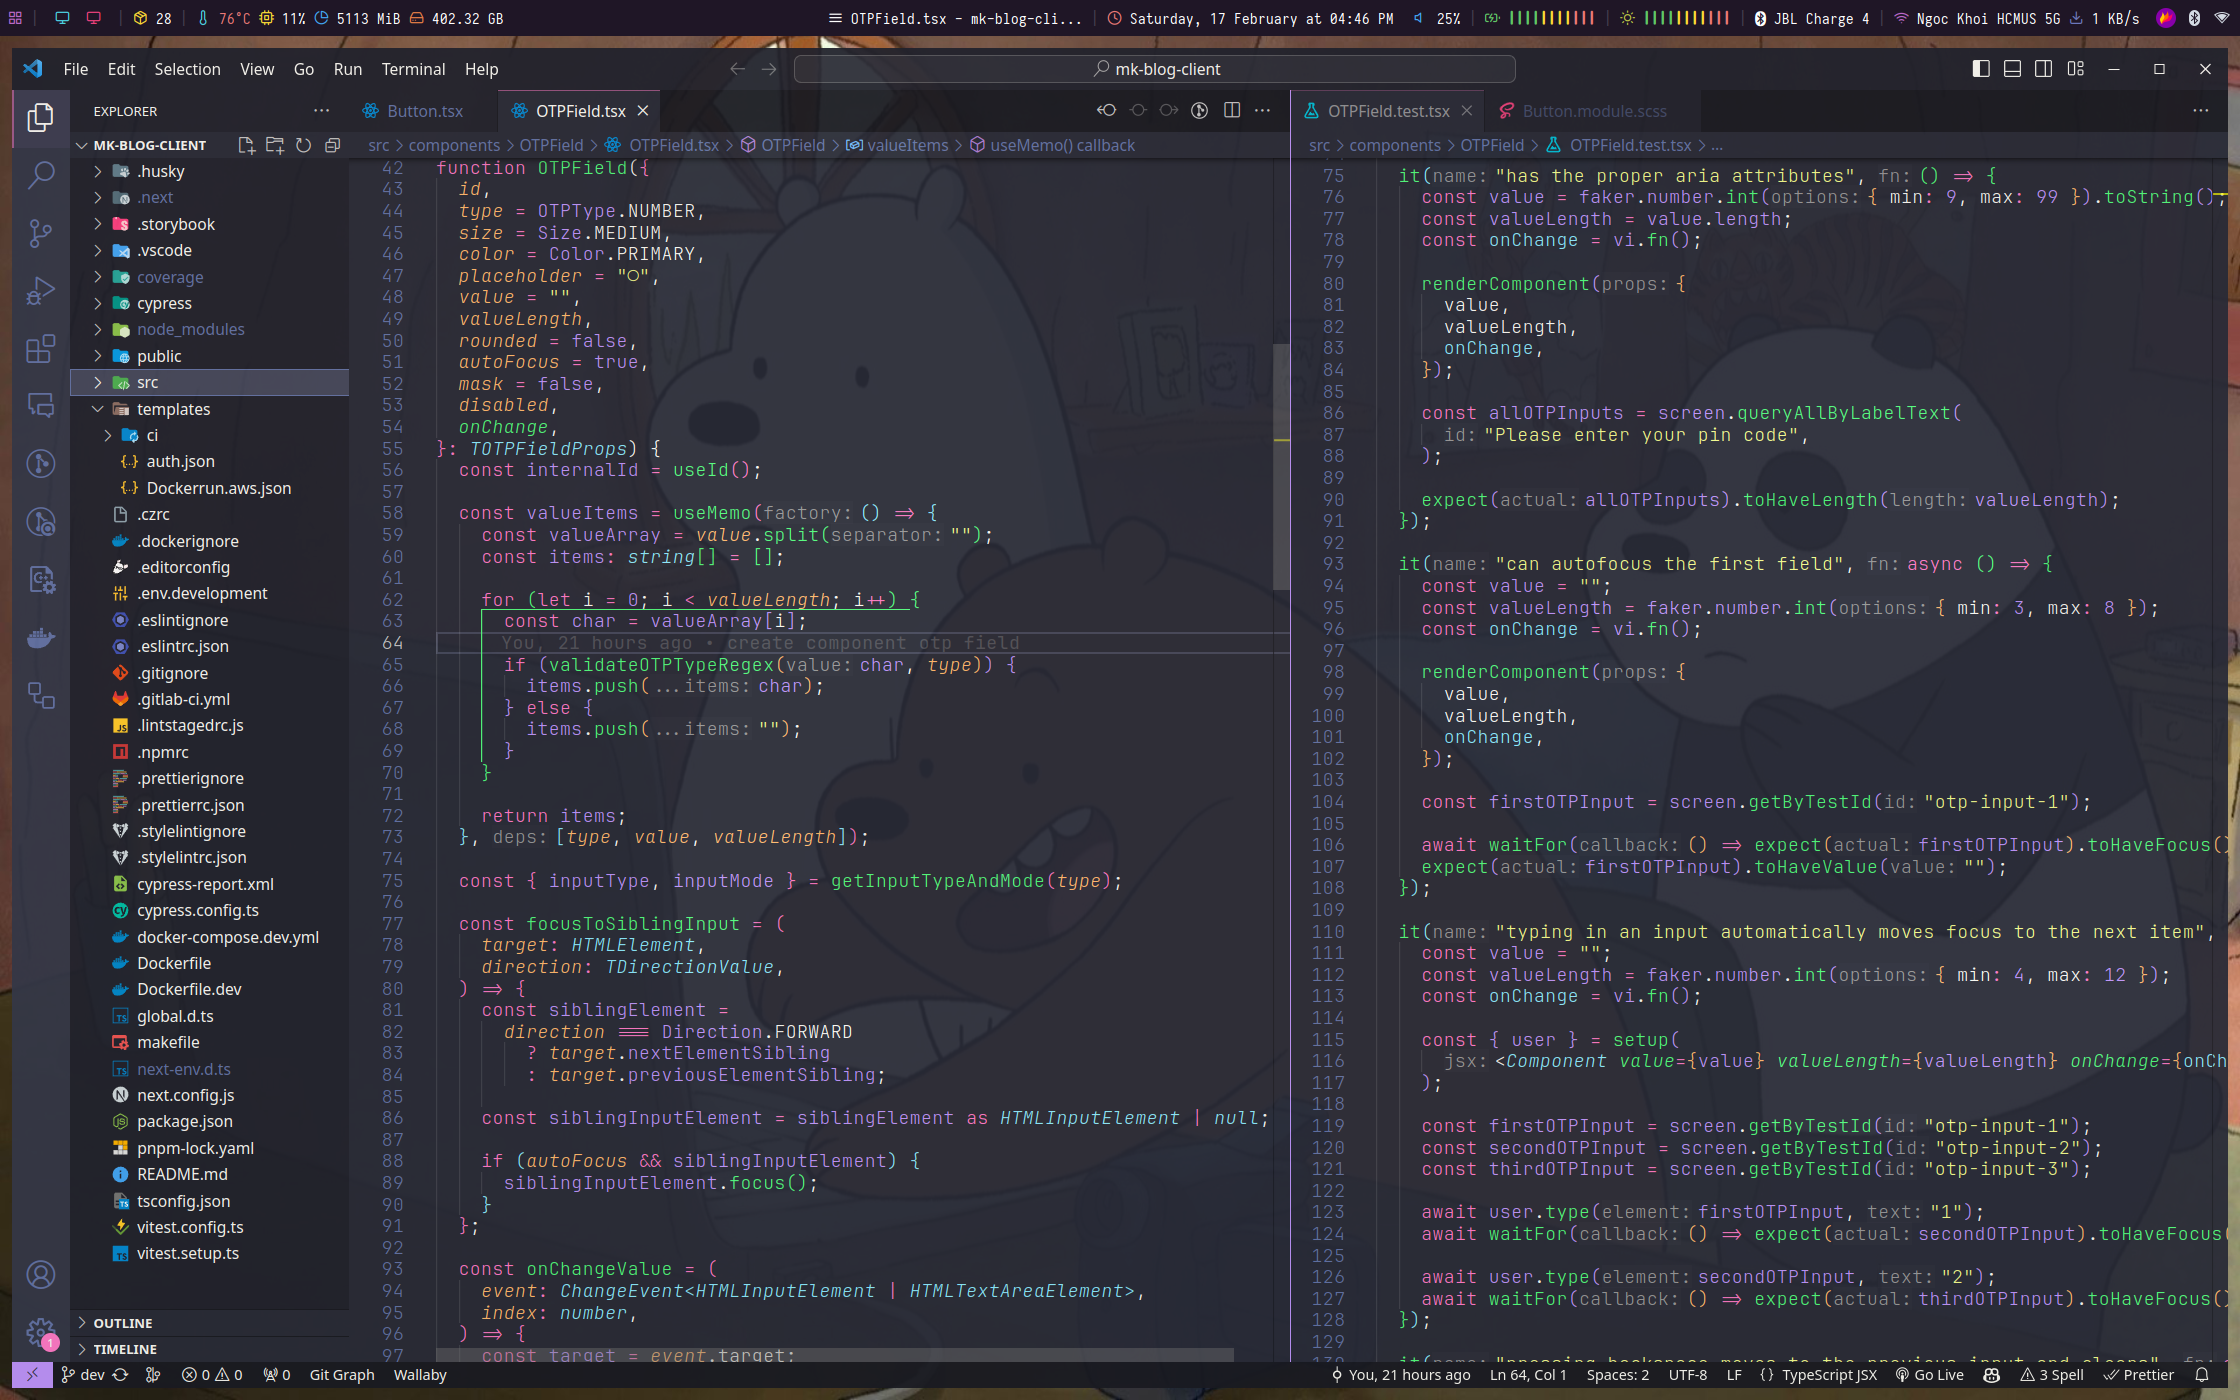 28 76°C 11% 5113 MiB 402.32 GB
OTPField.tsx - mk-blog-cli... Saturday, 17 February at 04:46 PM 25% JBL Charge 4 Ngoc Khoi HCMUS 5G 1 KB/s
File Edit Selection View Go Run Terminal Help
mk-blog-client
EXPLORER
MK-BLOG-CLIENT
.husky
.next
.storybook
.vscode
coverage
cypress
node_modules
public
src
templates
ci
auth.json
Dockerrun.aws.json
.czrc
.dockerignore
.editorconfig
.env.development
.eslintignore
.eslintrc.json
.gitignore
.gitlab-ci.yml
.lintstagedrc.js
.npmrc
.prettierignore
.prettierrc.json
.stylelintignore
.stylelintrc.json
cypress-report.xml
cypress.config.ts
docker-compose.dev.yml
Dockerfile
Dockerfile.dev
global.d.ts
makefile
next-env.d.ts
next.config.js
package.json
pnpm-lock.yaml
README.md
tsconfig.json
vitest.config.ts
vitest.setup.ts
OUTLINE
TIMELINE
Button.tsx OTPField.tsx
src > components > OTPField > OTPField.tsx > OTPField > valueItems > useMemo() callback
42 function OTPField({
43 id,
44 type = OTPType.NUMBER,
45 size = Size.MEDIUM,
46 color = Color.PRIMARY,
47 placeholder = "○",
48 value = "",
49 valueLength,
50 rounded = false,
51 autoFocus = true,
52 mask = false,
53 disabled,
54 onChange,
55 }: TOTPFieldProps) {
56 const internalId = useId();
57
58 const valueItems = useMemo(factory: () => {
59 const valueArray = value.split(separator: "");
60 const items: string[] = [];
61
62 for (let i = 0; i < valueLength; i++) {
63 const char = valueArray[i];
64 You, 21 hours ago • create component otp field
65 if (validateOTPTypeRegex(value: char, type)) {
66 items.push(...items: char);
67 } else {
68 items.push(...items: "");
69 }
70 }
71
72 return items;
73 }, deps: [type, value, valueLength]);
74
75 const { inputType, inputMode } = getInputTypeAndMode(type);
76
77 const focusToSiblingInput = (
78 target: HTMLElement,
79 direction: TDirectionValue,
80 ) => {
81 const siblingElement =
82 direction === Direction.FORWARD
83 ? target.nextElementSibling
84 : target.previousElementSibling;
85
86 const siblingInputElement = siblingElement as HTMLInputElement | null;
87
88 if (autoFocus && siblingInputElement) {
89 siblingInputElement.focus();
90 }
91 };
92
93 const onChangeValue = (
94 event: ChangeEvent<HTMLInputElement | HTMLTextAreaElement>,
95 index: number,
96 ) => {
97 const target = event.target;
OTPField.test.tsx Button.module.scss
src > components > OTPField > OTPField.test.tsx > ...
75 it(name: "has the proper aria attributes", fn: () => {
76 const value = faker.number.int(options: { min: 9, max: 99 }).toString();
77 const valueLength = value.length;
78 const onChange = vi.fn();
79
80 renderComponent(props: {
81 value,
82 valueLength,
83 onChange,
84 });
85
86 const allOTPInputs = screen.queryAllByLabelText(
87 id: "Please enter your pin code",
88 );
89
90 expect(actual: allOTPInputs).toHaveLength(length: valueLength);
91 });
92
93 it(name: "can autofocus the first field", fn: async () => {
94 const value = "";
95 const valueLength = faker.number.int(options: { min: 3, max: 8 });
96 const onChange = vi.fn();
97
98 renderComponent(props: {
99 value,
100 valueLength,
101 onChange,
102 });
103
104 const firstOTPInput = screen.getByTestId(id: "otp-input-1");
105
106 await waitFor(callback: () => expect(actual: firstOTPInput).toHaveFocus()
107 expect(actual: firstOTPInput).toHaveValue(value: "");
108 });
109
110 it(name: "typing in an input automatically moves focus to the next item",
111 const value = "";
112 const valueLength = faker.number.int(options: { min: 4, max: 12 });
113 const onChange = vi.fn();
114
115 const { user } = setup(
116 jsx: <Component value={value} valueLength={valueLength} onChange={onCh
117 );
118
119 const firstOTPInput = screen.getByTestId(id: "otp-input-1");
120 const secondOTPInput = screen.getByTestId(id: "otp-input-2");
121 const thirdOTPInput = screen.getByTestId(id: "otp-input-3");
122
123 await user.type(element: firstOTPInput, text: "1");
124 await waitFor(callback: () => expect(actual: secondOTPInput).toHaveFocus(
125
126 await user.type(element: secondOTPInput, text: "2");
127 await waitFor(callback: () => expect(actual: thirdOTPInput).toHaveFocus()
128 });
129
dev 0 0 0 Git Graph Wallaby
You, 21 hours ago Ln 64, Col 1 Spaces: 2 UTF-8 LF {} TypeScript JSX Go Live 3 Spell Prettier